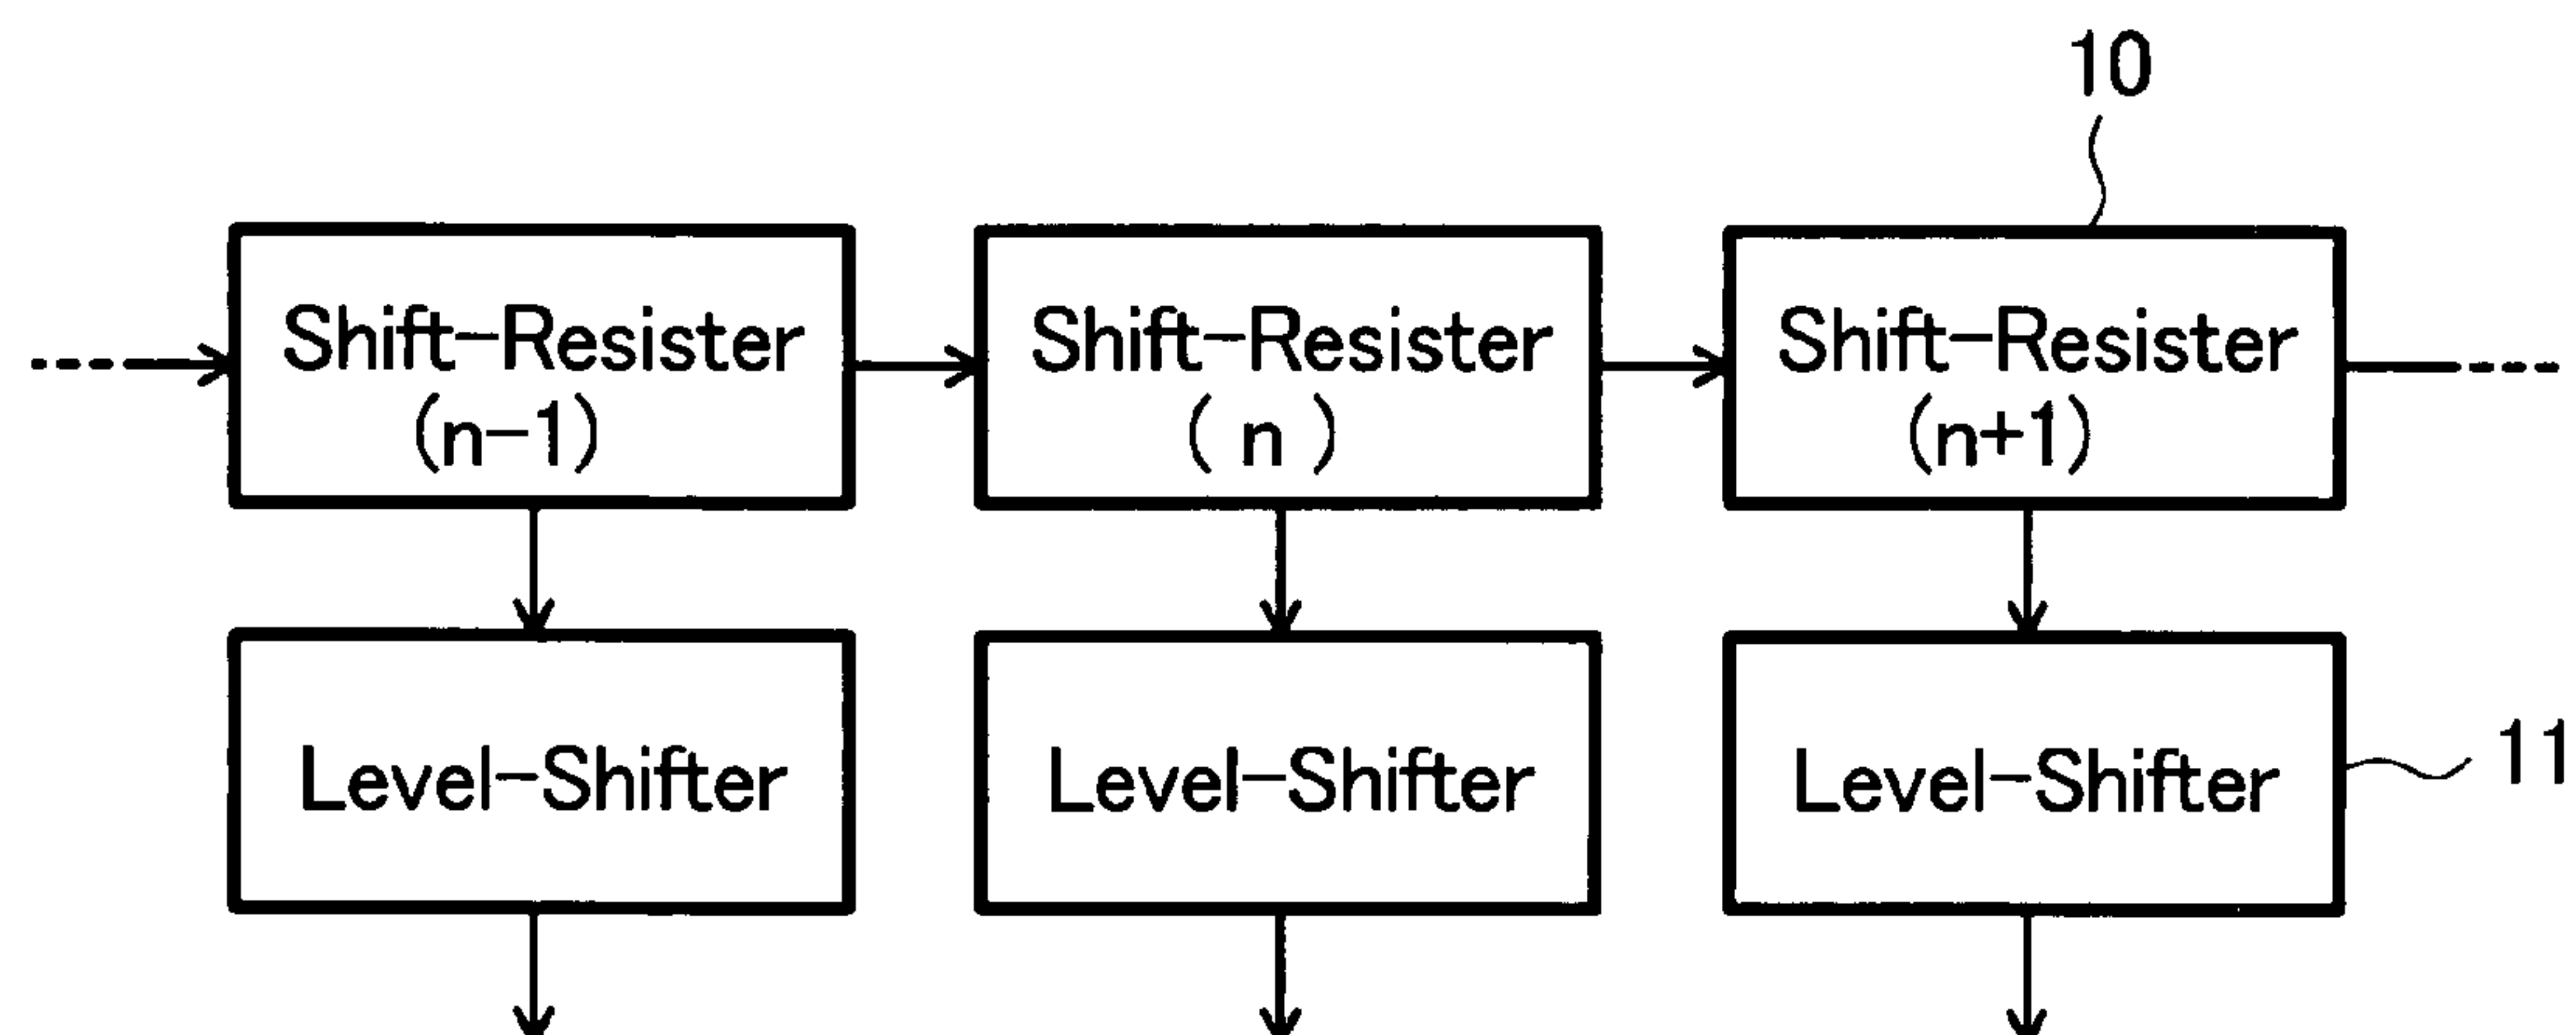 10
Shift-Resister Shift-Resister Shift-Resister
(n-1) ( n ) (n+1)
Level-Shifter Level-Shifter Level-Shifter 11